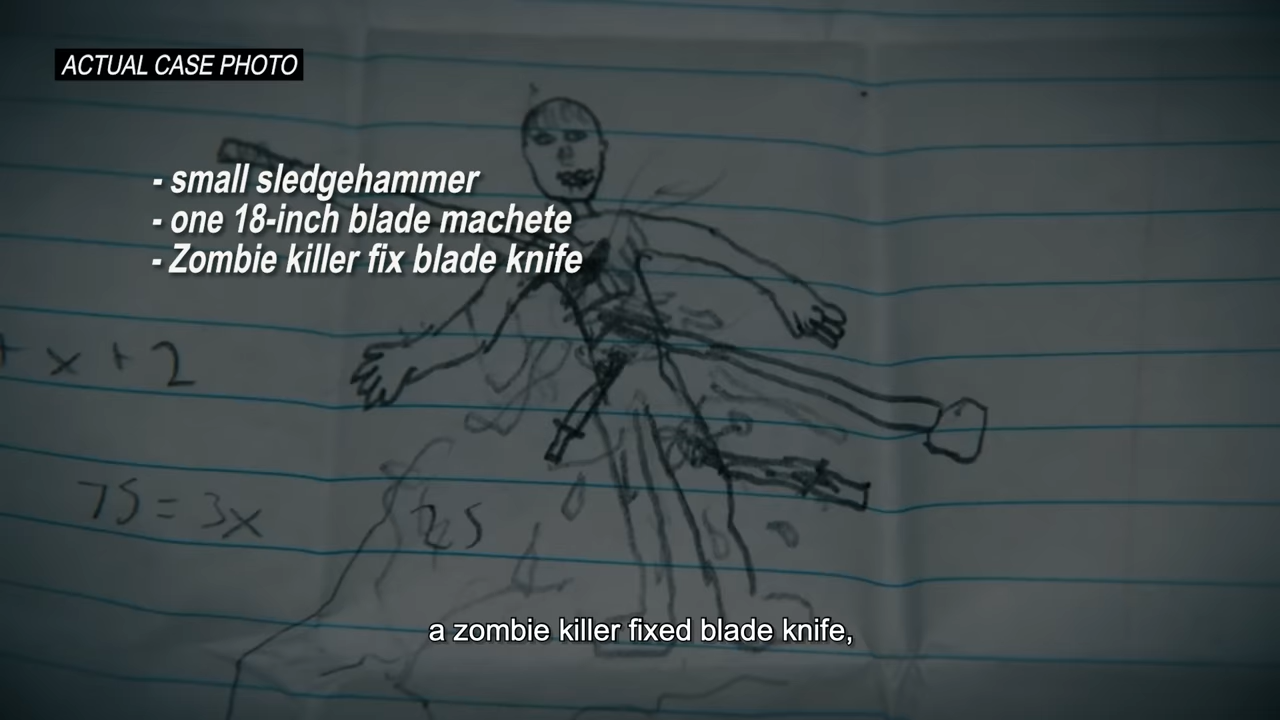 ACTUAL CASE PHOTO
- small sledgehammer
- one 18-inch blade machete
- Zombie killer fix blade knife
+ x + 2
75 = 3x
25
a zombie killer fixed blade knife,